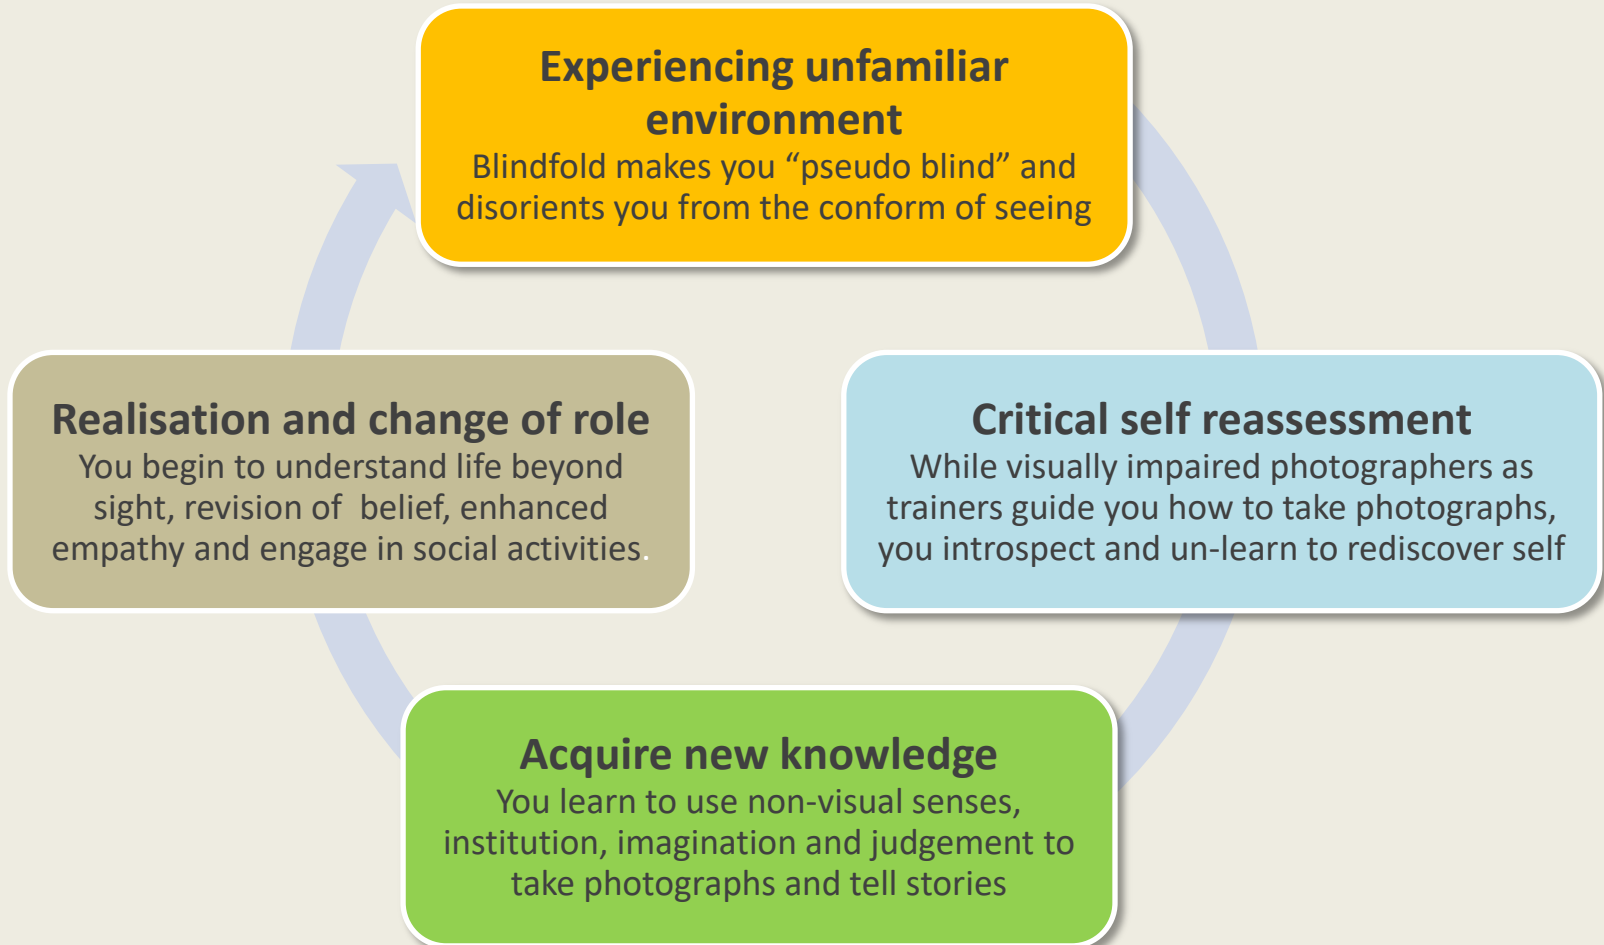 Experiencing unfamiliar
environment
Blindfold makes you “pseudo blind” and
disorients you from the conform of seeing
Critical self reassessment
While visually impaired photographers as
trainers guide you how to take photographs,
you introspect and un-learn to rediscover self
Acquire new knowledge
You learn to use non-visual senses,
institution, imagination and judgement to
take photographs and tell stories
Realisation and change of role
You begin to understand life beyond
sight, revision of belief, enhanced
empathy and engage in social activities.